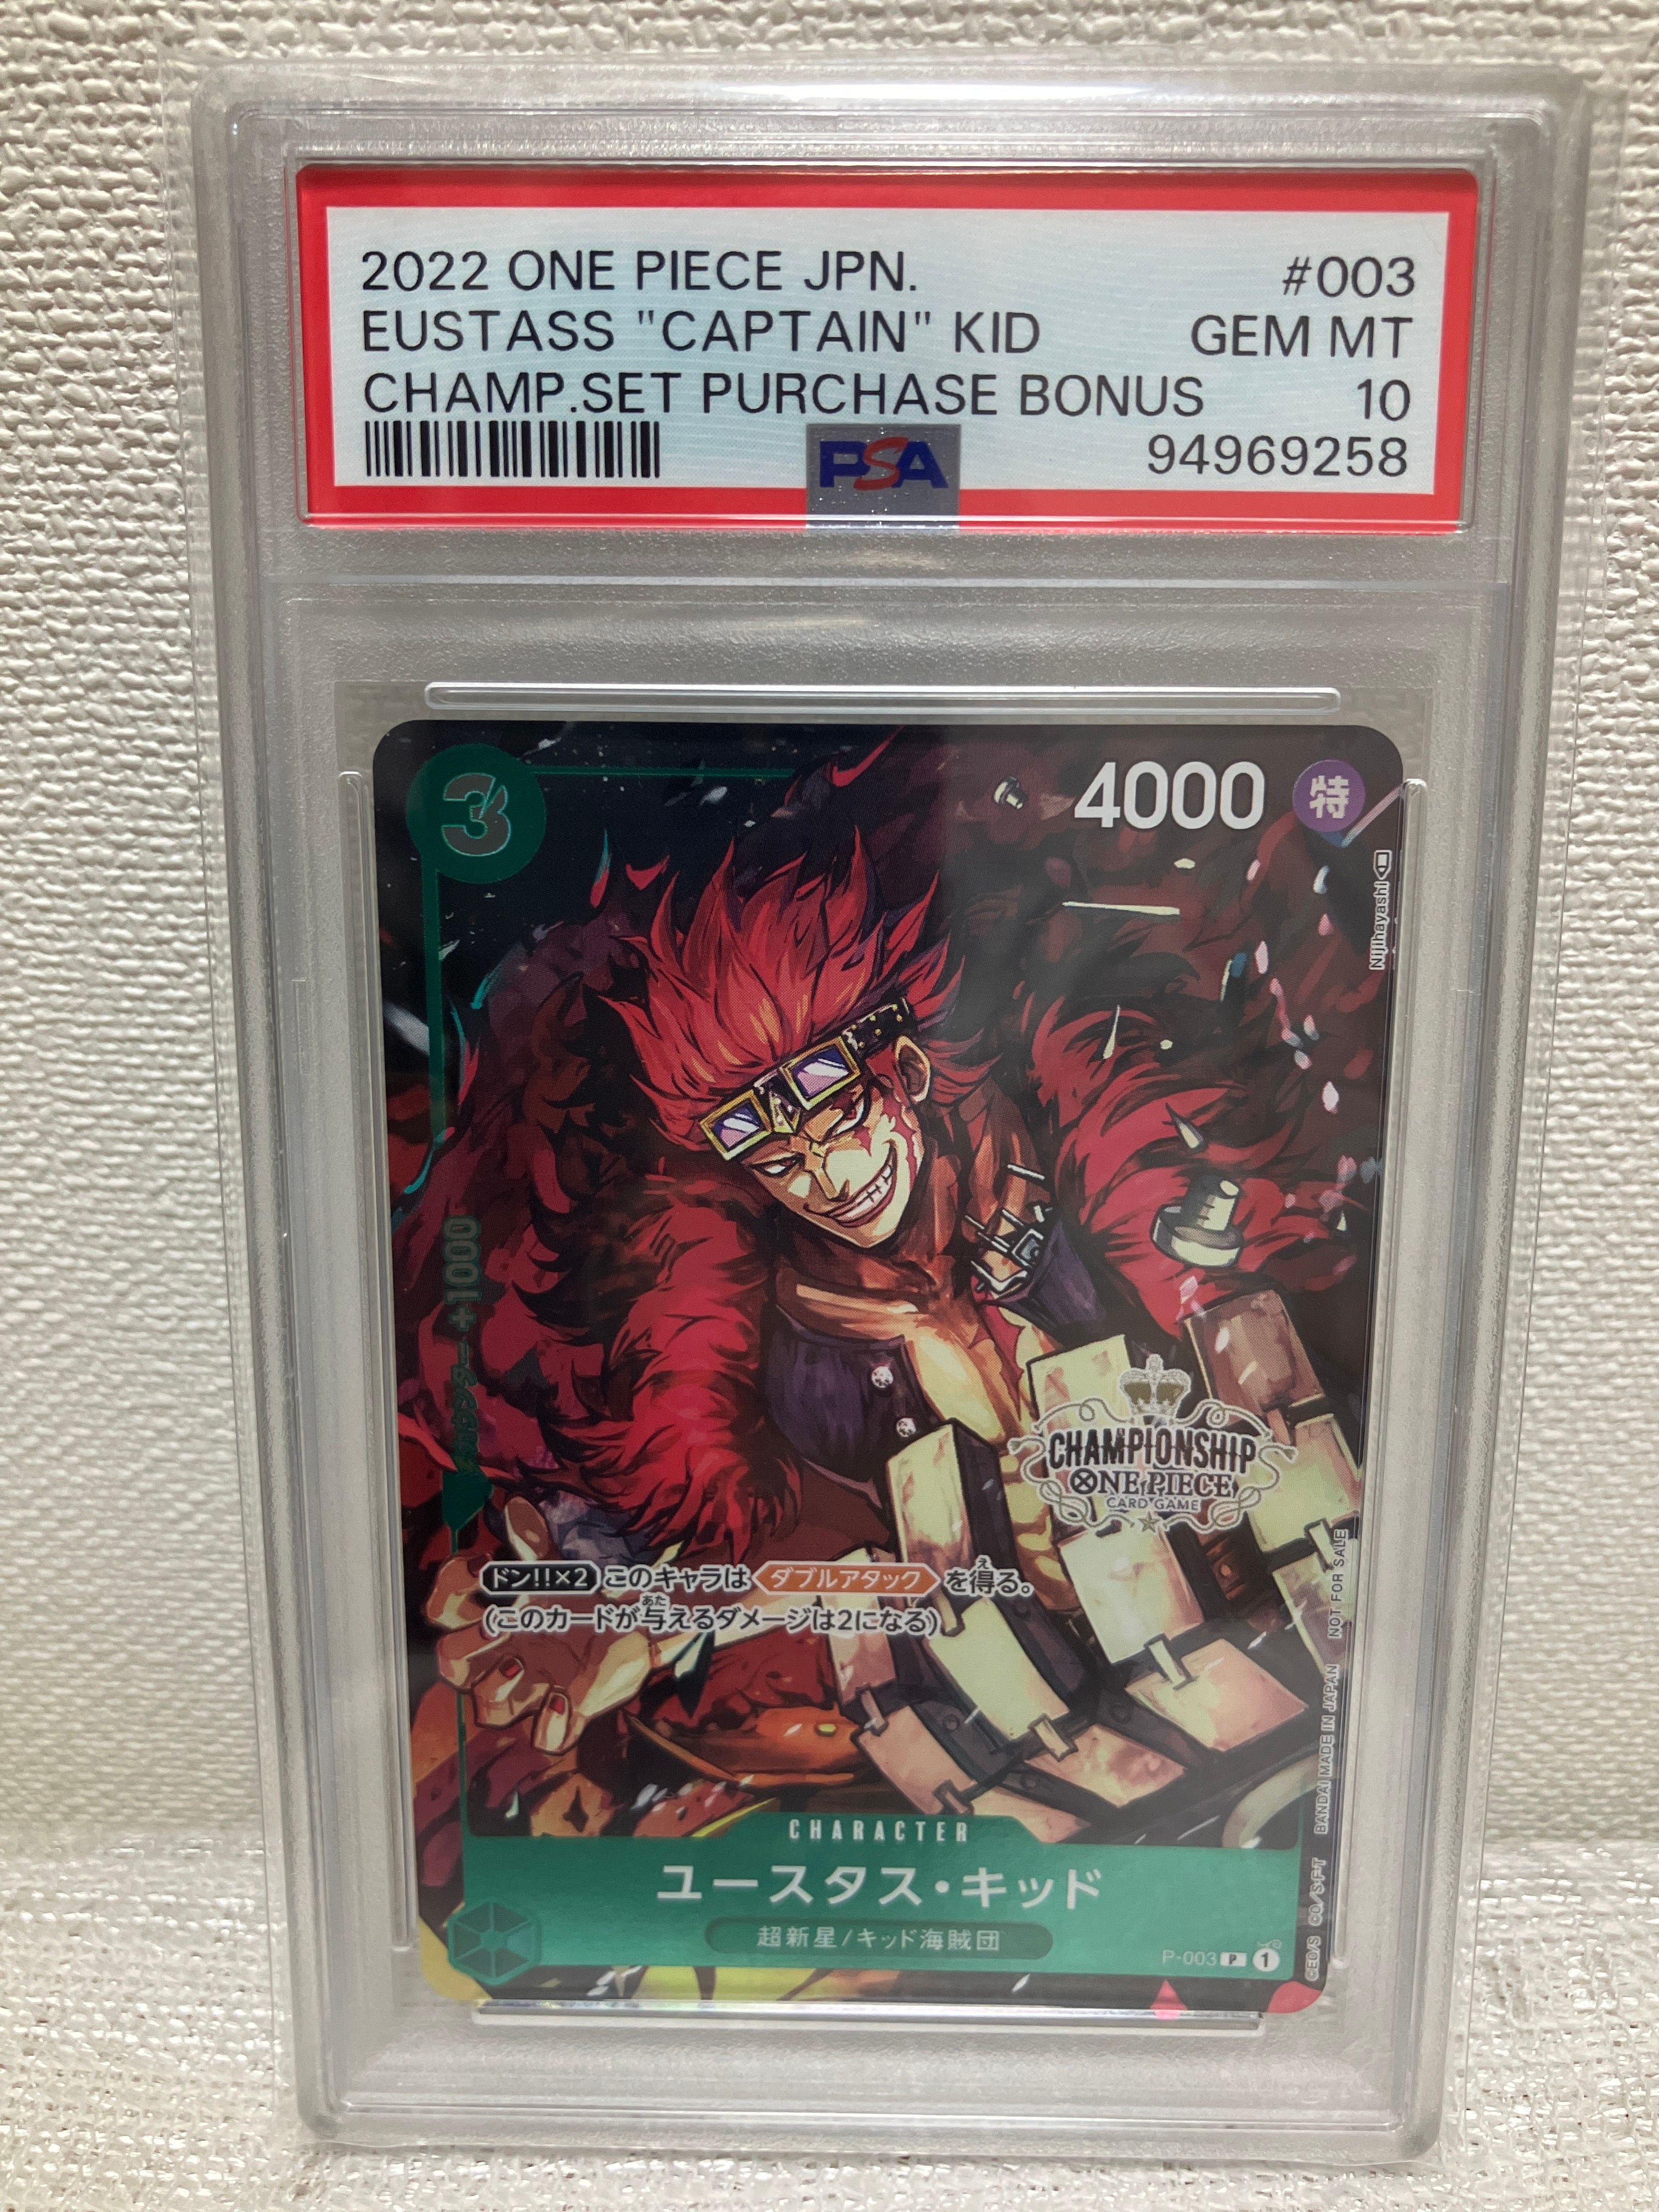 2022 ONE PIECE JPN. #003
EUSTASS "CAPTAIN" KID GEM MT
CHAMP.SET PURCHASE BONUS 10
PSA 94969258
3 4000 特
Nijihayashi
カウンター +1000
CHAMPIONSHIP
ONE PIECE
CARD GAME
ドン!!×2 このキャラは ダブルアタック を得る。
(このカードが与えるダメージは2になる)
NOT FOR SALE
BANDAI MADE IN JAPAN
CHARACTER
ユースタス・キッド
超新星/キッド海賊団
P-003 P 1